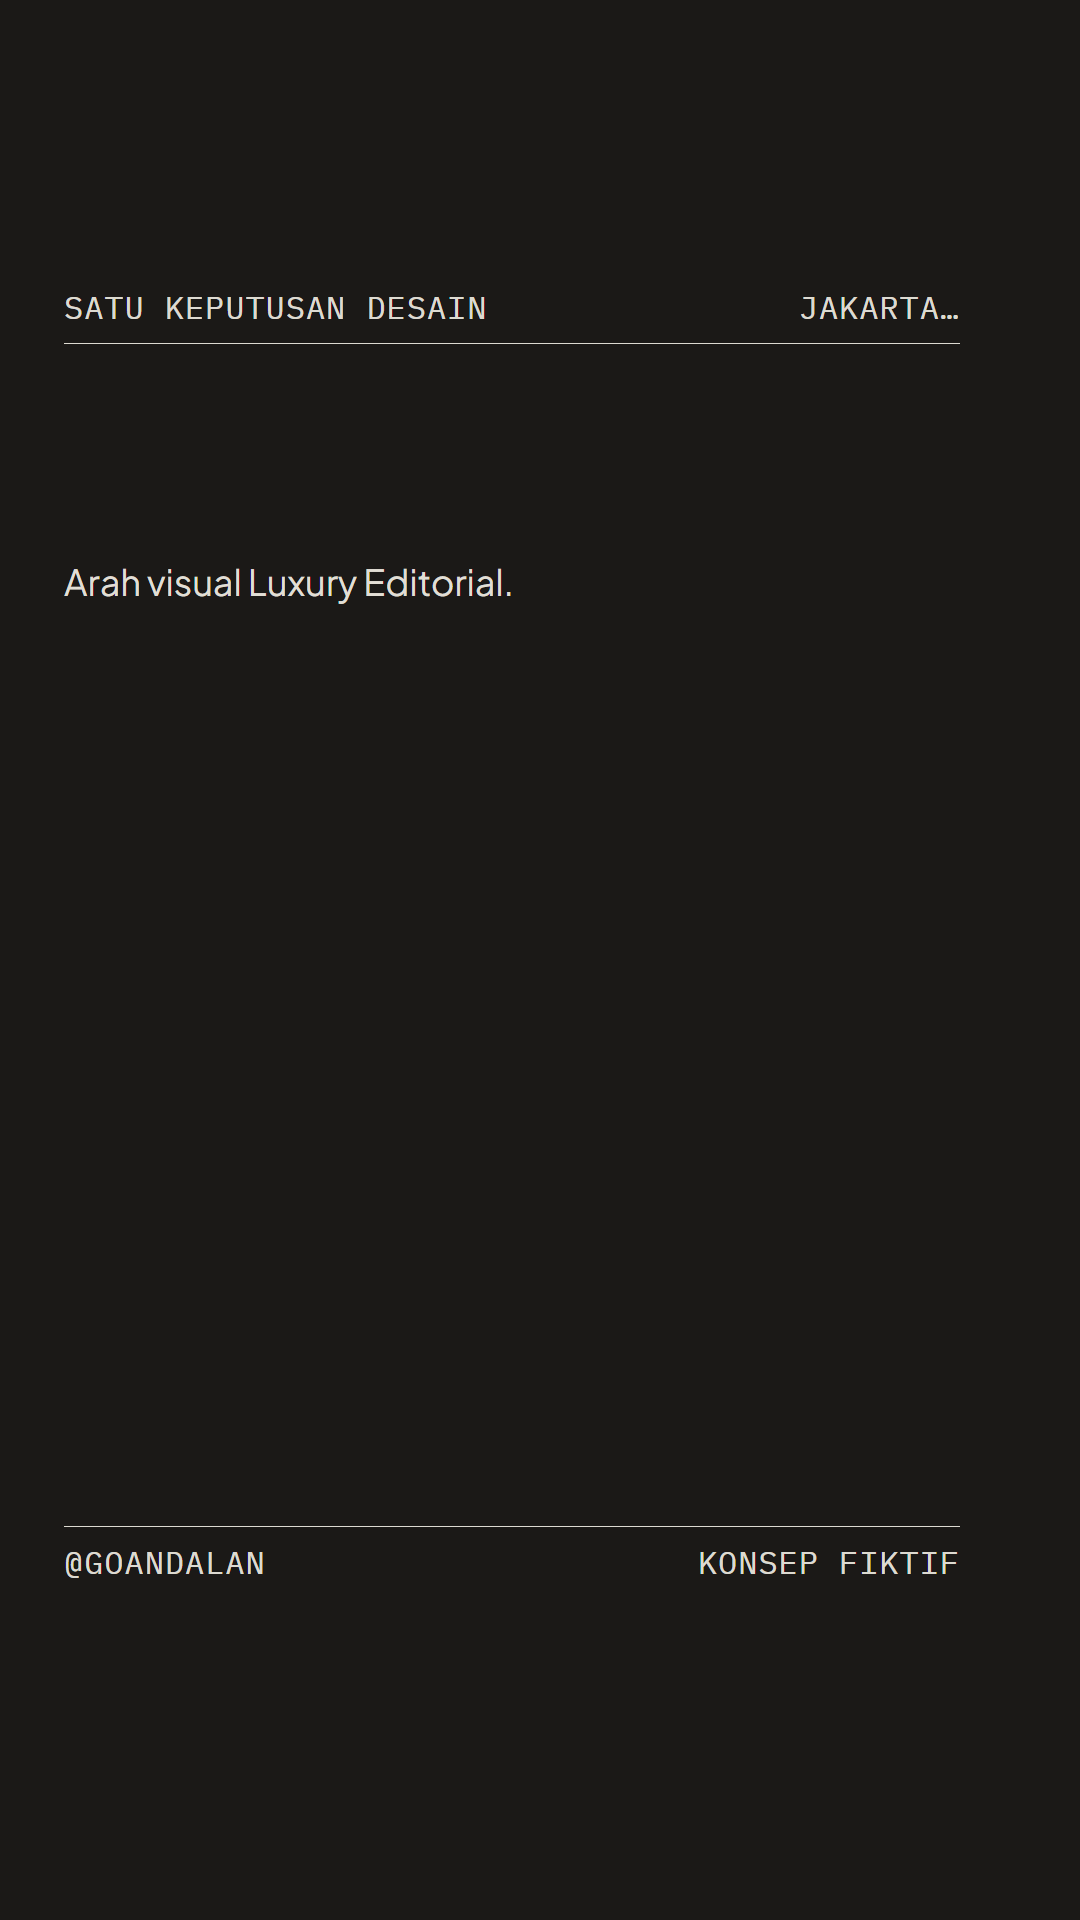 SATU KEPUTUSAN DESAIN
JAKARTA…
Arah visual Luxury Editorial.
@GOANDALAN
KONSEP FIKTIF